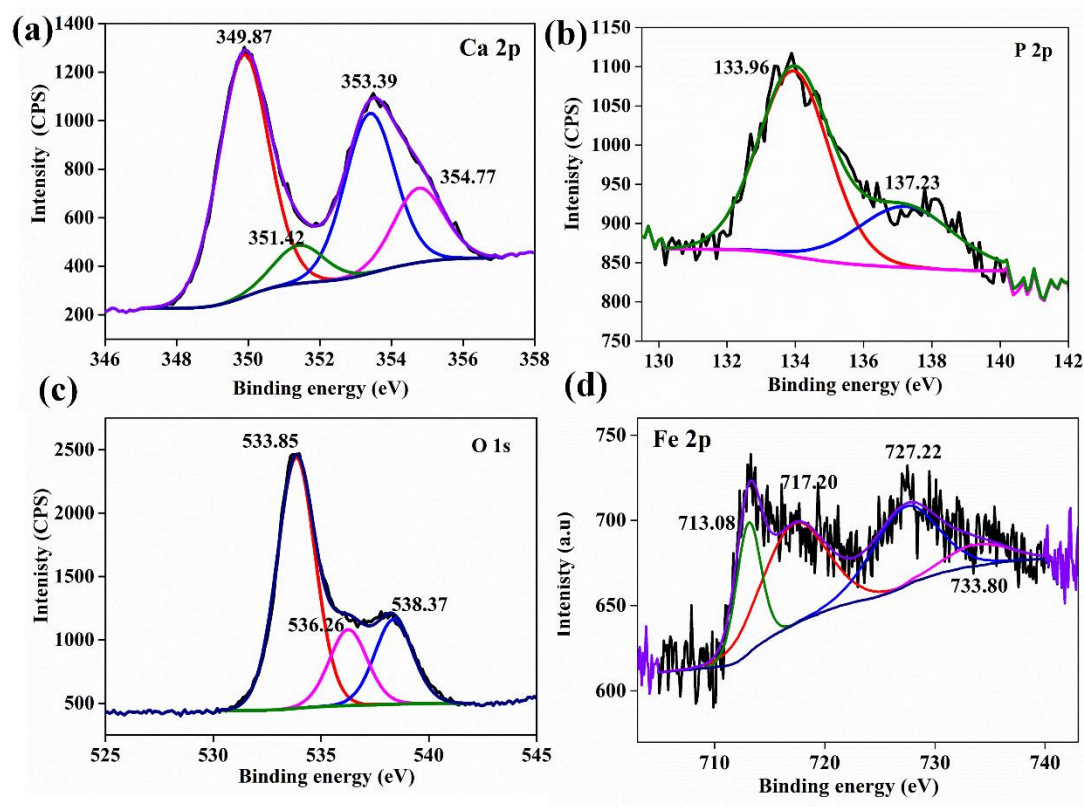 (a)
Ca 2p
349.87
353.39
354.77
351.42
Intensity (CPS)
1400
1200
1000
800
600
400
200
346 348 350 352 354 356 358
Binding energy (eV)
(b)
P 2p
133.96
137.23
Intenisty (CPS)
1100
1050
1000
950
900
850
800
750
130 132 134 136 138 140 142
Binding energy (eV)
(c)
O 1s
533.85
536.26
538.37
Intenisty (CPS)
2500
2000
1500
1000
500
525 530 535 540 545
Binding energy (eV)
(d)
Fe 2p
713.08
717.20
727.22
733.80
Intenisty (a.u)
750
700
650
600
710 720 730 740
Binding energy (eV)